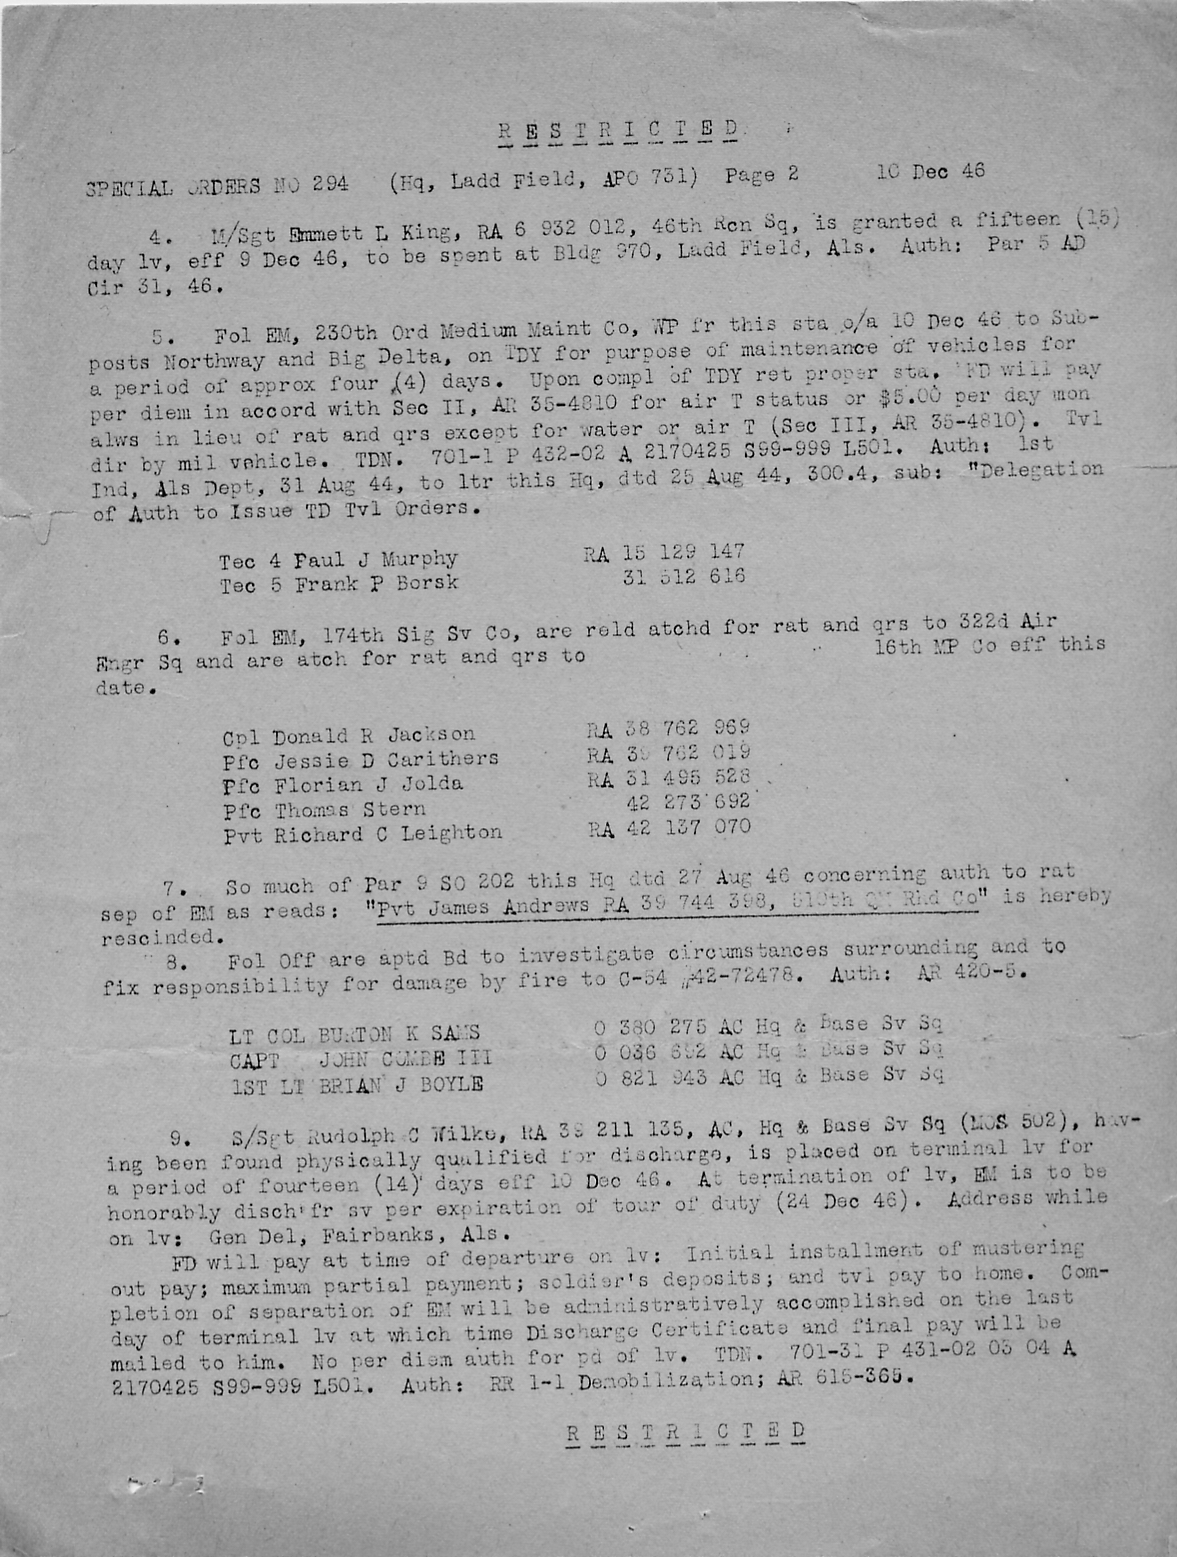 RESTRICTED
SPECIAL ORDERS NO 294 (Hq, Ladd Field, APO 731) Page 2 10 Dec 46
4. M/Sgt Emmett L King, RA 6 932 012, 46th Rcn Sq, is granted a fifteen (15)
day lv, eff 9 Dec 46, to be spent at Bldg 970, Ladd Field, Als. Auth: Par 5 AD
Cir 31, 46.
5. Fol EM, 230th Ord Medium Maint Co, WP fr this sta o/a 10 Dec 46 to Sub-
posts Northway and Big Delta, on TDY for purpose of maintenance of vehicles for
a period of approx four (4) days. Upon compl of TDY ret proper sta. FD will pay
per diem in accord with Sec II, AR 35-4810 for air T status or $5.00 per day mon
alws in lieu of rat and qrs except for water or air T (Sec III, AR 35-4810). Tvl
dir by mil vehicle. TDN. 701-1 P 432-02 A 2170425 S99-999 L501. Auth: 1st
Ind, Als Dept, 31 Aug 44, to ltr this Hq, dtd 25 Aug 44, 300.4, sub: "Delegation
of Auth to Issue TD Tvl Orders.
Tec 4 Paul J Murphy RA 15 129 147
Tec 5 Frank P Borsk 31 512 616
6. Fol EM, 174th Sig Sv Co, are reld atchd for rat and qrs to 322d Air
Engr Sq and are atch for rat and qrs to 16th MP Co eff this
date.
Cpl Donald R Jackson RA 38 762 969
Pfc Jessie D Carithers RA 762 019
Pfc Florian J Jolda RA 31 495 528
Pfc Thomas Stern 42 273 692
Pvt Richard C Leighton RA 42 137 070
7. So much of Par 9 SO 202 this Hq dtd 27 Aug 46 concerning auth to rat
sep of EM as reads: "Pvt James Andrews RA 39 744 398, QM Rhd Co" is hereby
rescinded.
8. Fol Off are aptd Bd to investigate circumstances surrounding and to
fix responsibility for damage by fire to C-54 #42-72478. Auth: AR 420-5.
LT COL BURTON K SAMS O 380 275 AC Hq & Base Sv Sq
CAPT JOHN COMBE III O 036 AC Hq & Base Sv Sq
1ST LT BRIAN J BOYLE O 821 943 AC Hq & Base Sv Sq
9. S/Sgt Rudolph C Wilke, RA 211 135, AC, Hq & Base Sv Sq (MOS 502), hav-
ing been found physically qualified for discharge, is placed on terminal lv for
a period of fourteen (14) days eff 10 Dec 46. At termination of lv, EM is to be
honorably disch fr sv per expiration of tour of duty (24 Dec 46). Address while
on lv: Gen Del, Fairbanks, Als.
FD will pay at time of departure on lv: Initial installment of mustering
out pay; maximum partial payment; soldier's deposits; and tvl pay to home. Com-
pletion of separation of EM will be administratively accomplished on the last
day of terminal lv at which time Discharge Certificate and final pay will be
mailed to him. No per diem auth for pd of lv. TDN. 701-31 P 431-02 03 04 A
2170425 S99-999 L501. Auth: RR 1-1 Demobilization; AR 615-365.
RESTRICTED